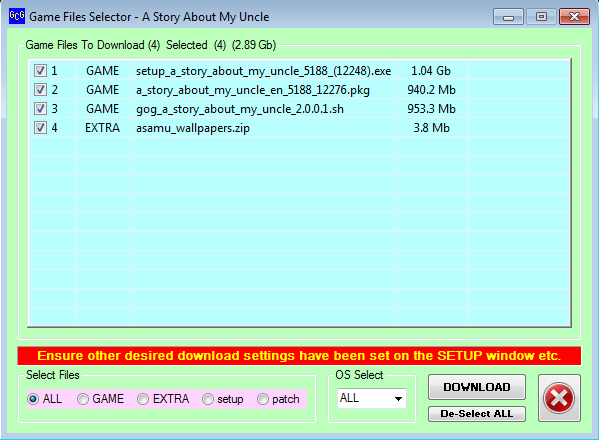 GcG Game Files Selector - A Story About My Uncle
Game Files To Download (4) Selected (4) (2.89 Gb)
1 GAME setup_a_story_about_my_uncle_5188_(12248).exe 1.04 Gb
2 GAME a_story_about_my_uncle_en_5188_12276.pkg 940.2 Mb
3 GAME gog_a_story_about_my_uncle_2.0.0.1.sh 953.3 Mb
4 EXTRA asamu_wallpapers.zip 3.8 Mb
Ensure other desired download settings have been set on the SETUP window etc.
Select Files
ALL GAME EXTRA setup patch
OS Select
ALL
DOWNLOAD
De-Select ALL